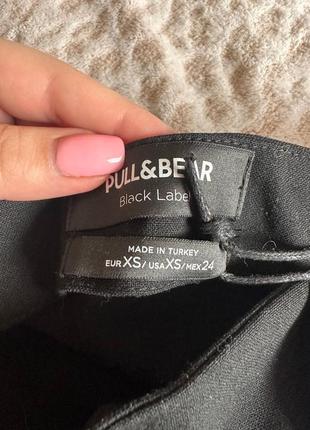 PULL&BEAR
Black Label
MADE IN TURKEY
EUR XS / USA XS / MEX 24